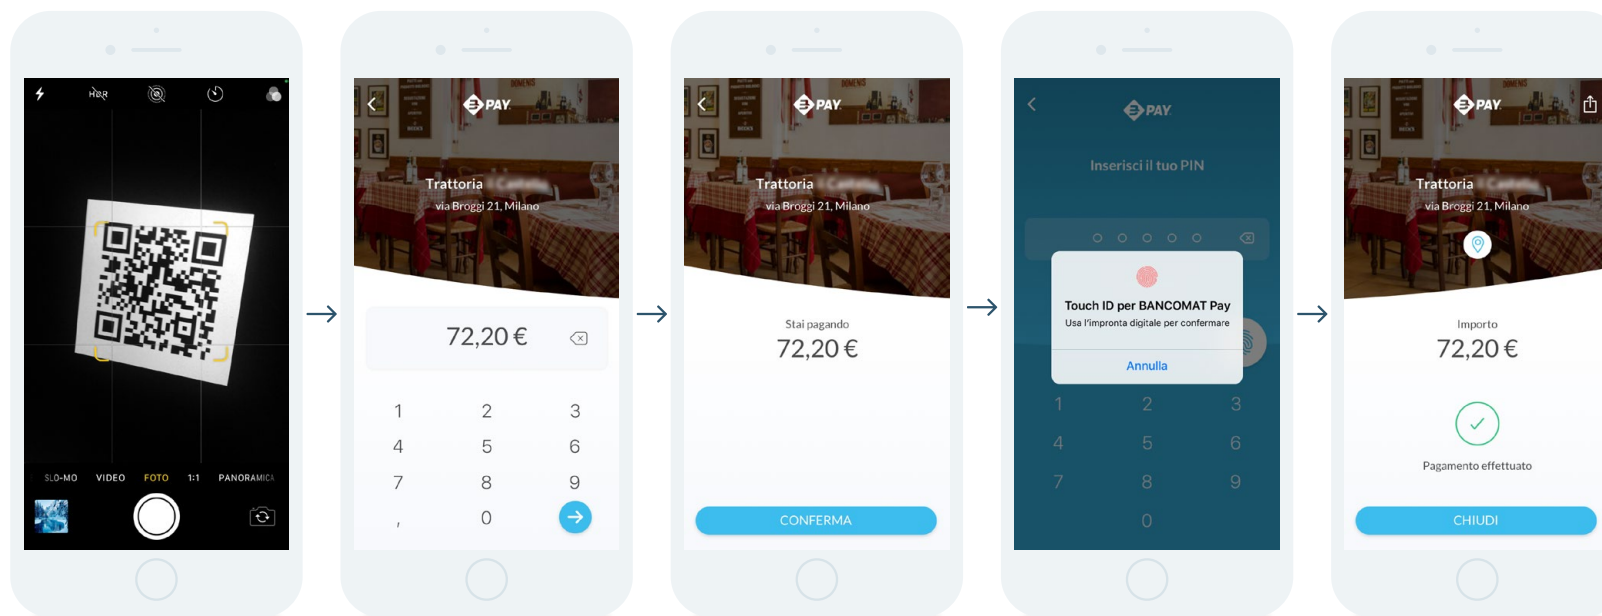 HDR
SLO-MO VIDEO FOTO 1:1 PANORAMICA
PAY
Trattoria
via Broggi 21, Milano
72,20 €
1 2 3
4 5 6
7 8 9
, 0
PAY
Trattoria
via Broggi 21, Milano
Stai pagando
72,20 €
CONFERMA
PAY
Inserisci il tuo PIN
Touch ID per BANCOMAT Pay
Usa l'impronta digitale per confermare
Annulla
1 2 3
4 5 6
7 8 9
0
PAY
Trattoria
via Broggi 21, Milano
Importo
72,20 €
Pagamento effettuato
CHIUDI